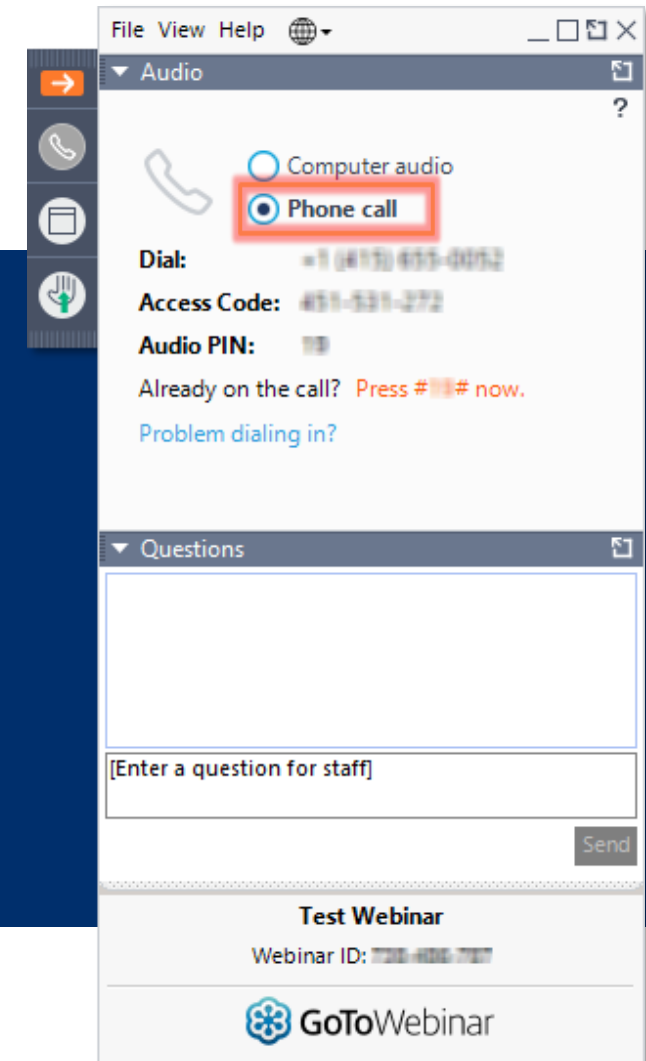 File View Help
Audio
?
Computer audio
Phone call
Dial:
Access Code:
Audio PIN:
Already on the call? Press # # now.
Problem dialing in?
Questions
[Enter a question for staff]
Send
Test Webinar
Webinar ID:
GoToWebinar